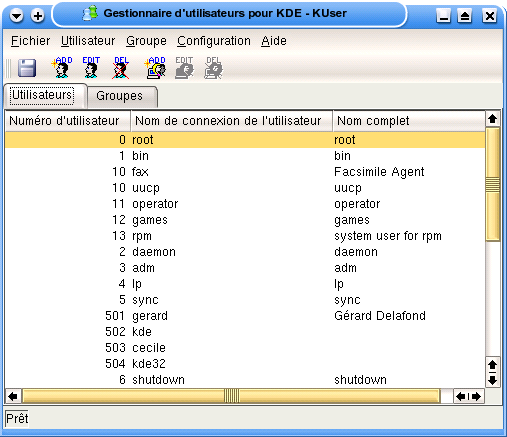 Gestionnaire d'utilisateurs pour KDE - KUser
Fichier Utilisateur Groupe Configuration Aide
ADD EDIT DEL ADD EDIT DEL
Utilisateurs Groupes
Numéro d'utilisateur Nom de connexion de l'utilisateur Nom complet
0 root root
1 bin bin
10 fax Facsimile Agent
10 uucp uucp
11 operator operator
12 games games
13 rpm system user for rpm
2 daemon daemon
3 adm adm
4 lp lp
5 sync sync
501 gerard Gérard Delafond
502 kde
503 cecile
504 kde32
6 shutdown shutdown
Prêt